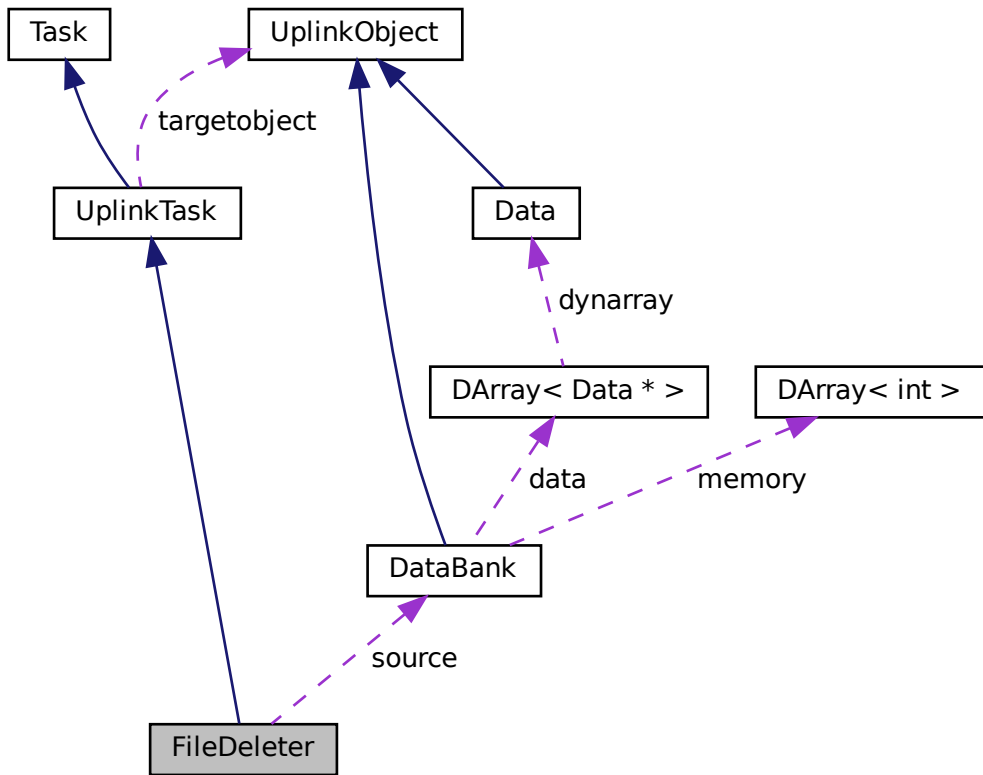 Task
UplinkObject
targetobject
UplinkTask
Data
dynarray
DArray< Data * >
DArray< int >
data
memory
DataBank
source
FileDeleter